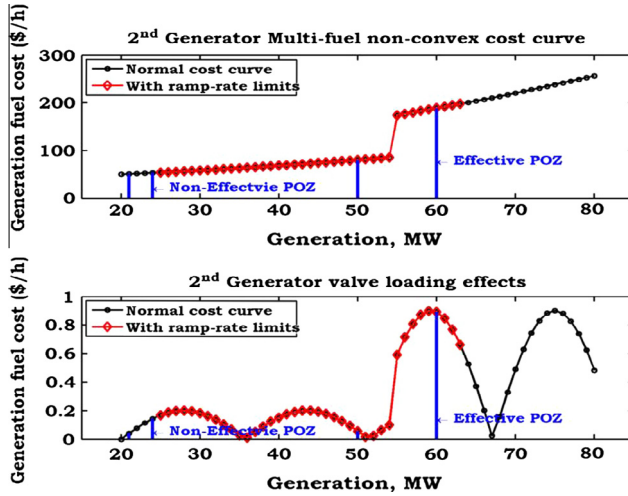 2nd Generator Multi-fuel non-convex cost curve
Generation fuel cost ($/h)
300
200
100
0
Normal cost curve
With ramp-rate limits
Non-Effectvie POZ
Effective POZ
20 30 40 50 60 70 80
Generation, MW
2nd Generator valve loading effects
Generation fuel cost ($/h)
1
0.8
0.6
0.4
0.2
0
Normal cost curve
With ramp-rate limits
Non-Effectvie POZ
Effective POZ
20 30 40 50 60 70 80
Generation, MW